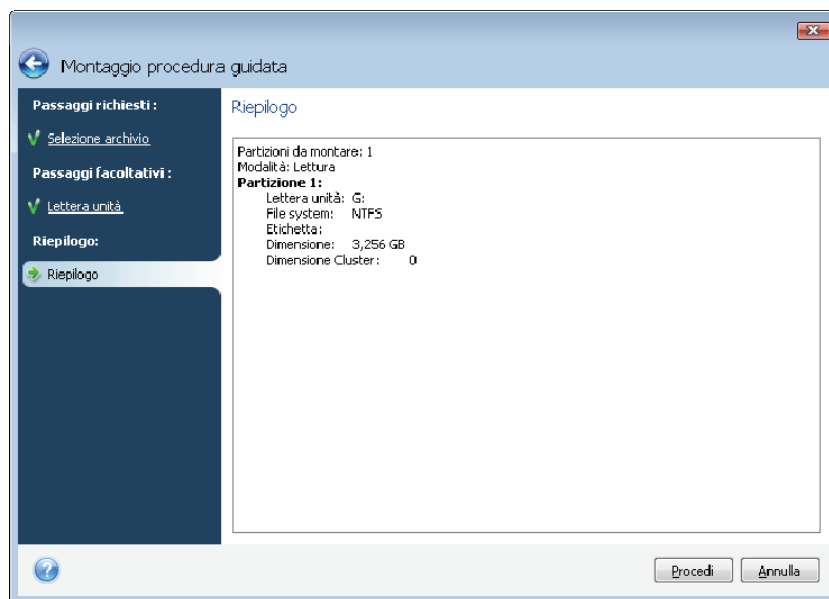 Montaggio procedura guidata
Passaggi richiesti :
Selezione archivio
Passaggi facoltativi :
Lettera unità
Riepilogo:
Riepilogo
Riepilogo
Partizioni da montare: 1
Modalità: Lettura
Partizione 1:
Lettera unità: G:
File system: NTFS
Etichetta:
Dimensione: 3,256 GB
Dimensione Cluster: 0
Procedi
Annulla